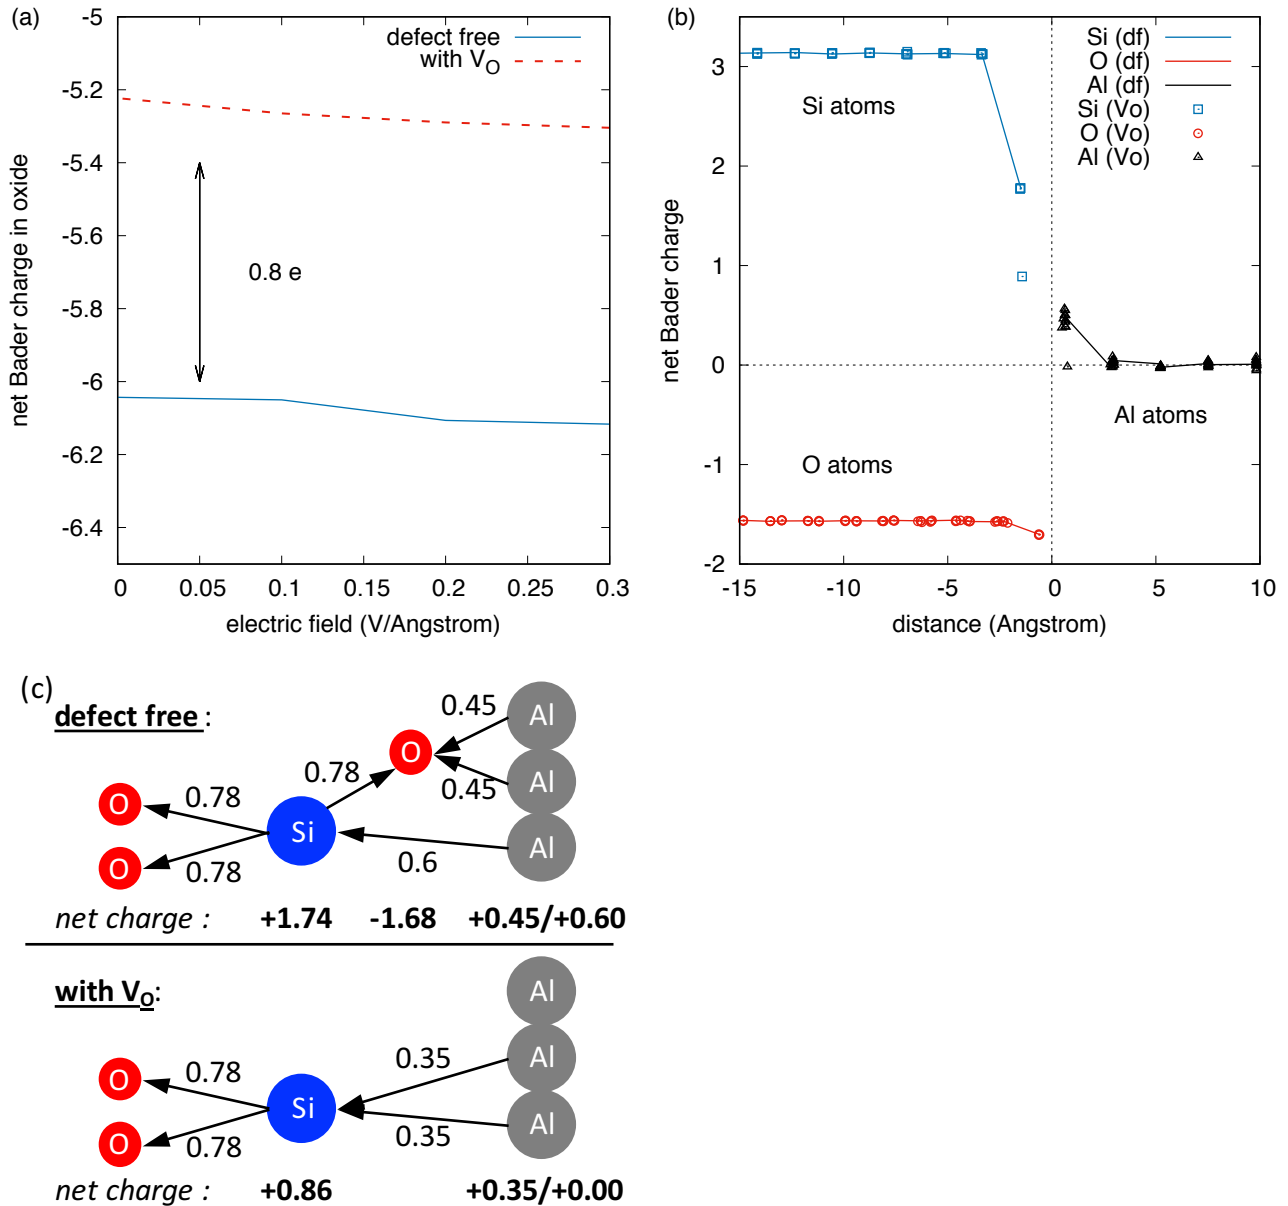 (a)
-5
-5.2
-5.4
-5.6
-5.8
-6
-6.2
-6.4
net Bader charge in oxide
defect free
with V_O
0.8 e
0 0.05 0.1 0.15 0.2 0.25 0.3
electric field (V/Angstrom)
(b)
3
2
1
0
-1
-2
net Bader charge
Si (df)
O (df)
Al (df)
Si (Vo)
O (Vo)
Al (Vo)
Si atoms
Al atoms
O atoms
-15 -10 -5 0 5 10
distance (Angstrom)
(c)
defect free :
0.45 Al
O
0.78 0.45 Al
O 0.78
Si
O 0.78 0.6 Al
net charge : +1.74 -1.68 +0.45/+0.60
with V_O:
Al
O 0.78 0.35 Al
Si
O 0.78 0.35 Al
net charge : +0.86 +0.35/+0.00